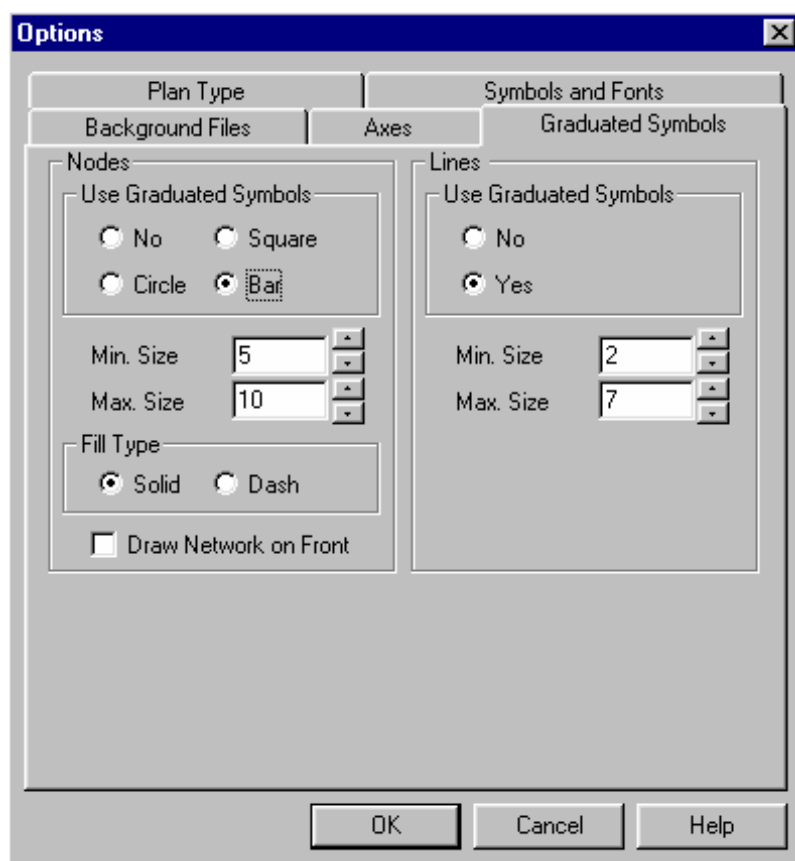 Options
Plan Type Symbols and Fonts
Background Files Axes Graduated Symbols
Nodes Lines
Use Graduated Symbols Use Graduated Symbols
No Square No
Circle Bar Yes
Min. Size 5 Min. Size 2
Max. Size 10 Max. Size 7
Fill Type
Solid Dash
Draw Network on Front
OK Cancel Help